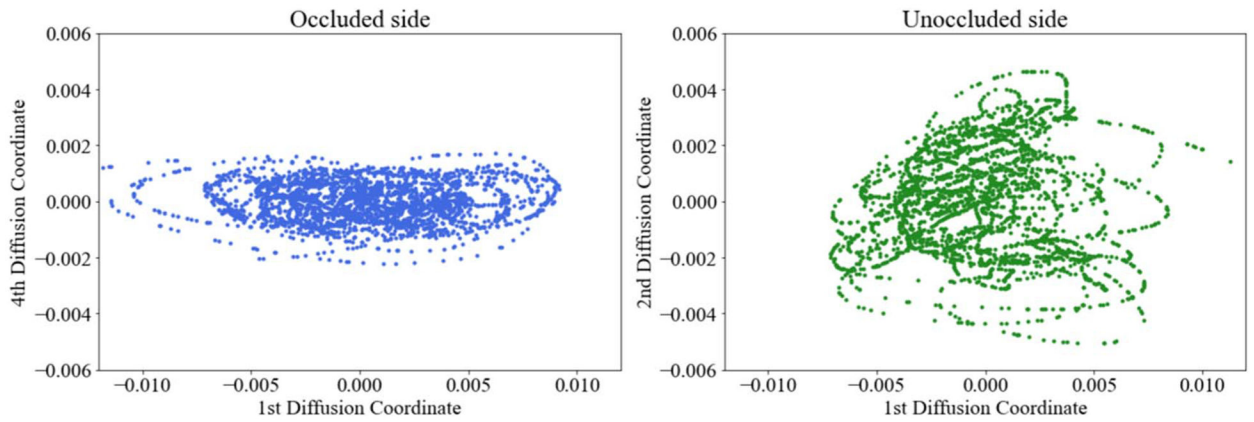 Occluded side
4th Diffusion Coordinate
0.006
0.004
0.002
0.000
−0.002
−0.004
−0.006
−0.010 −0.005 0.000 0.005 0.010
1st Diffusion Coordinate
Unoccluded side
2nd Diffusion Coordinate
0.006
0.004
0.002
0.000
−0.002
−0.004
−0.006
−0.010 −0.005 0.000 0.005 0.010
1st Diffusion Coordinate